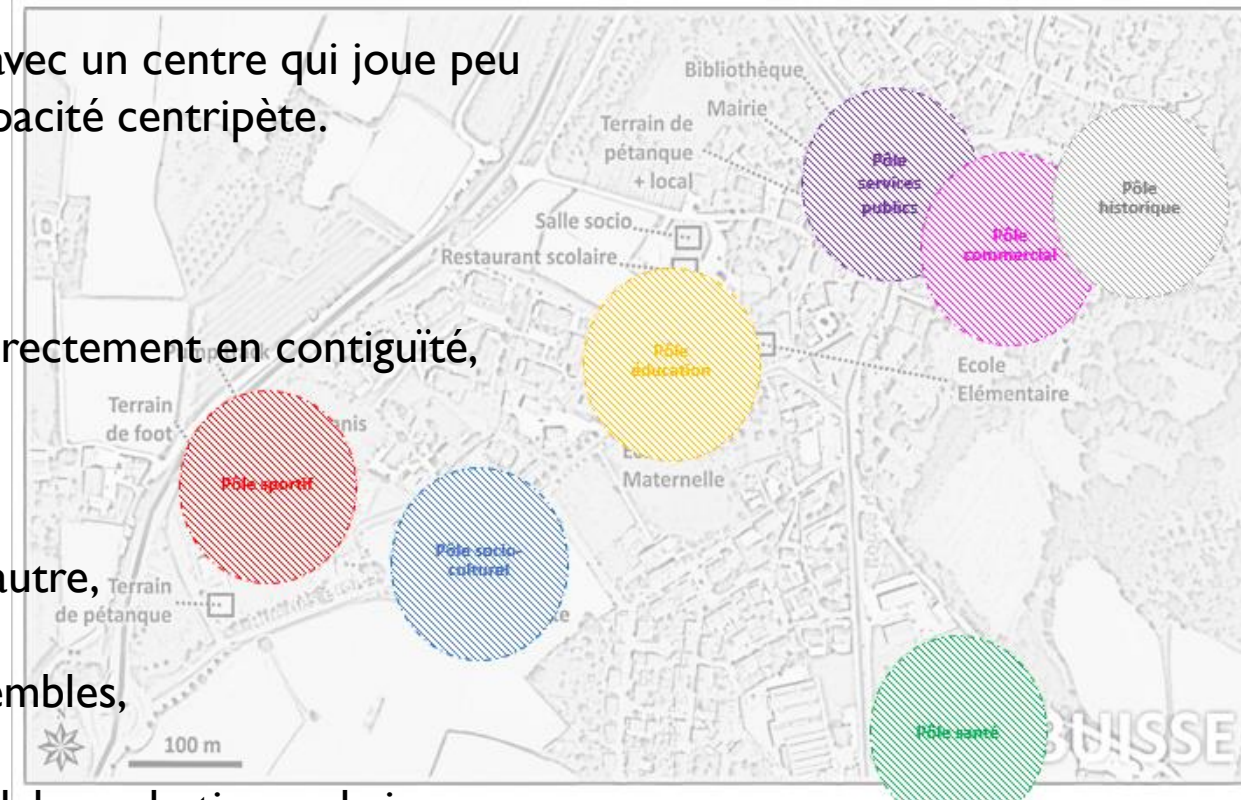 avec un centre qui joue peu
pacité centripète.
rectement en contiguïté,
autre,
embles,
Bibliothèque
Mairie
Terrain de
pétanque
+ local
Salle socio
Restaurant scolaire
Pôle
services
publics
Pôle
commercial
Pôle
historique
Pôle
éducation
Ecole
Elémentaire
Maternelle
Terrain
de foot
nis
Pôle sportif
Pôle socio-
culturel
Terrain
de pétanque
te
Pôle santé
BUISSE
100 m